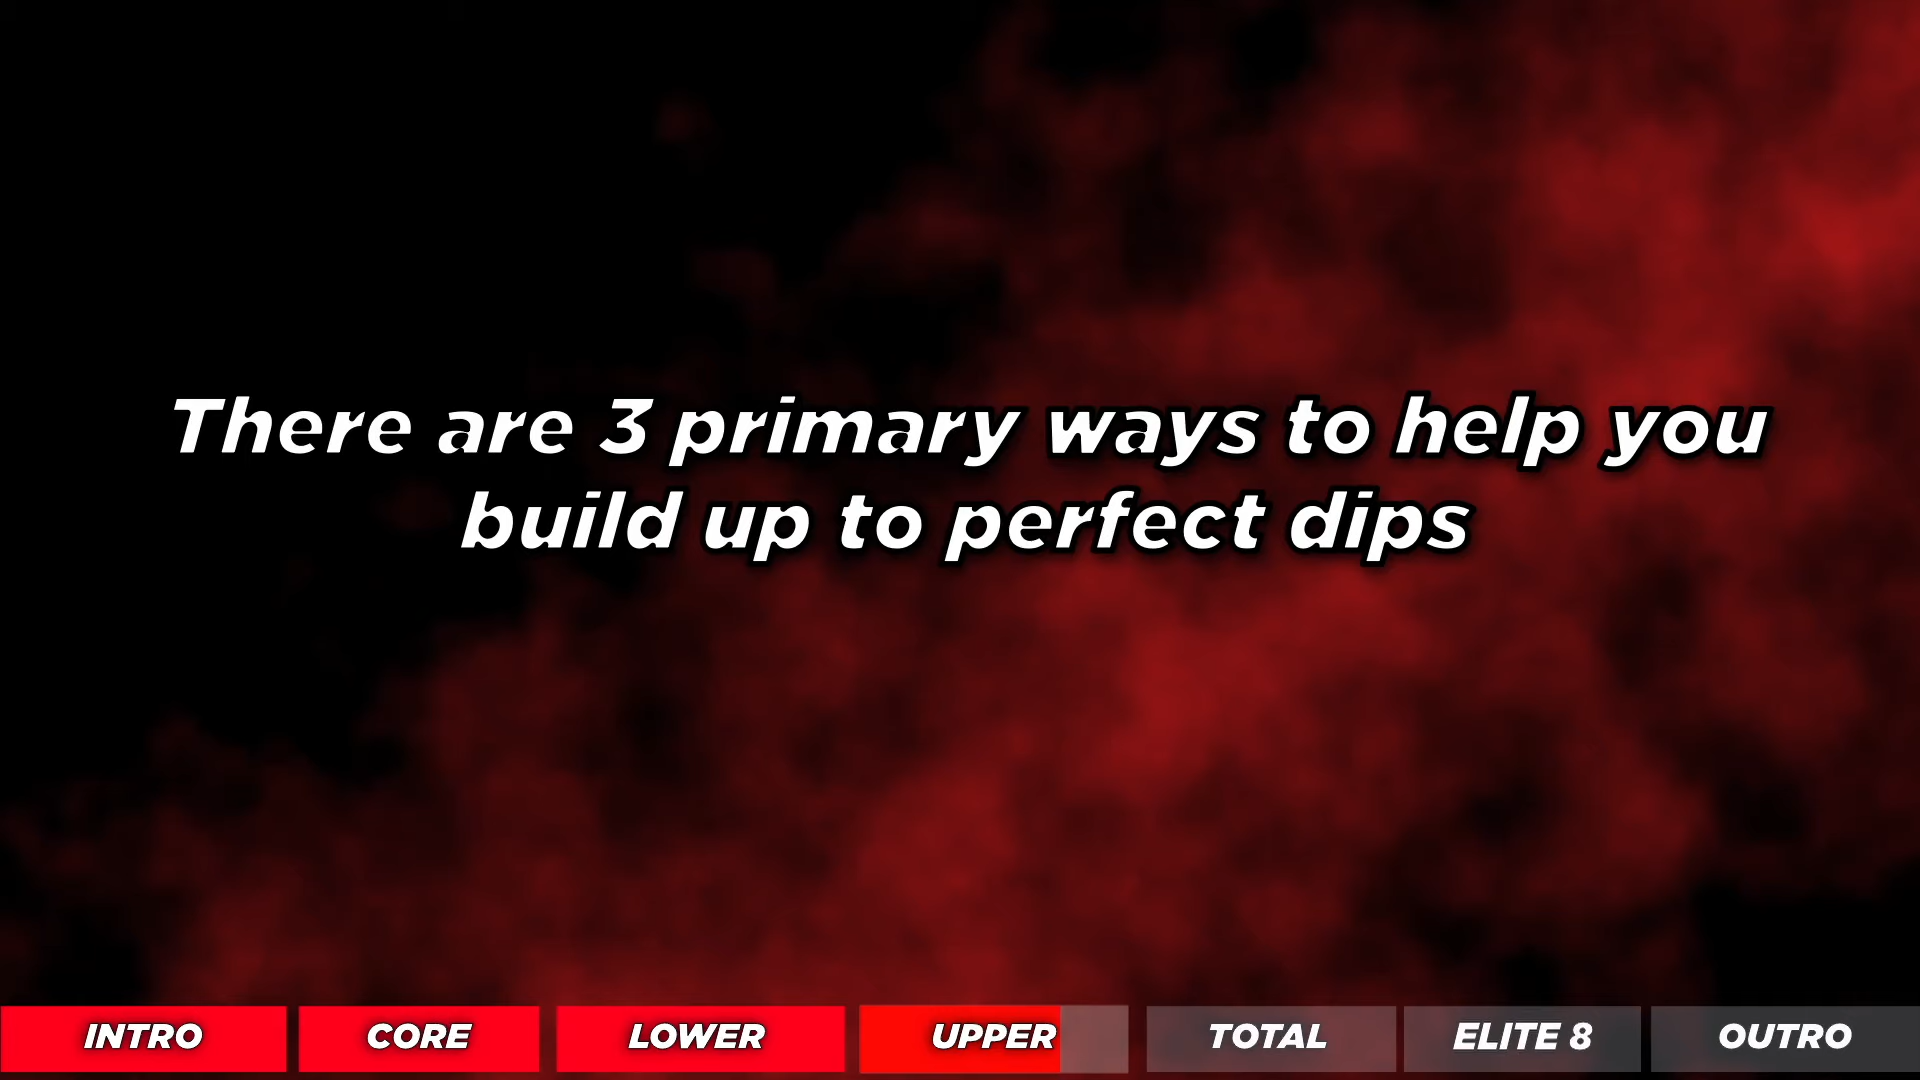 There are 3 primary ways to help you
build up to perfect dips
INTRO CORE LOWER UPPER TOTAL ELITE 8 OUTRO